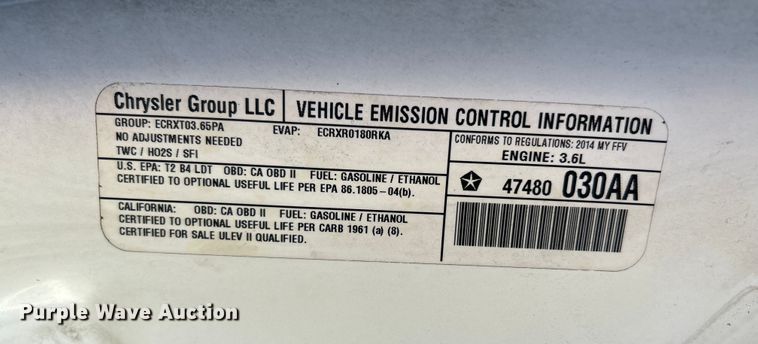 Chrysler Group LLC
VEHICLE EMISSION CONTROL INFORMATION
GROUP: ECRXT03.65PA EVAP: ECRXR0180RKA
NO ADJUSTMENTS NEEDED
TWC / HO2S / SFI
CONFORMS TO REGULATIONS: 2014 MY FFV
ENGINE: 3.6L
U.S. EPA: T2 B4 LDT OBD: CA OBD II FUEL: GASOLINE / ETHANOL
CERTIFIED TO OPTIONAL USEFUL LIFE PER EPA 86.1805-04(b).
47480 030AA
CALIFORNIA: OBD: CA OBD II FUEL: GASOLINE / ETHANOL
CERTIFIED TO OPTIONAL USEFUL LIFE PER CARB 1961 (a) (8).
CERTIFIED FOR SALE ULEV II QUALIFIED.
Purple Wave Auction